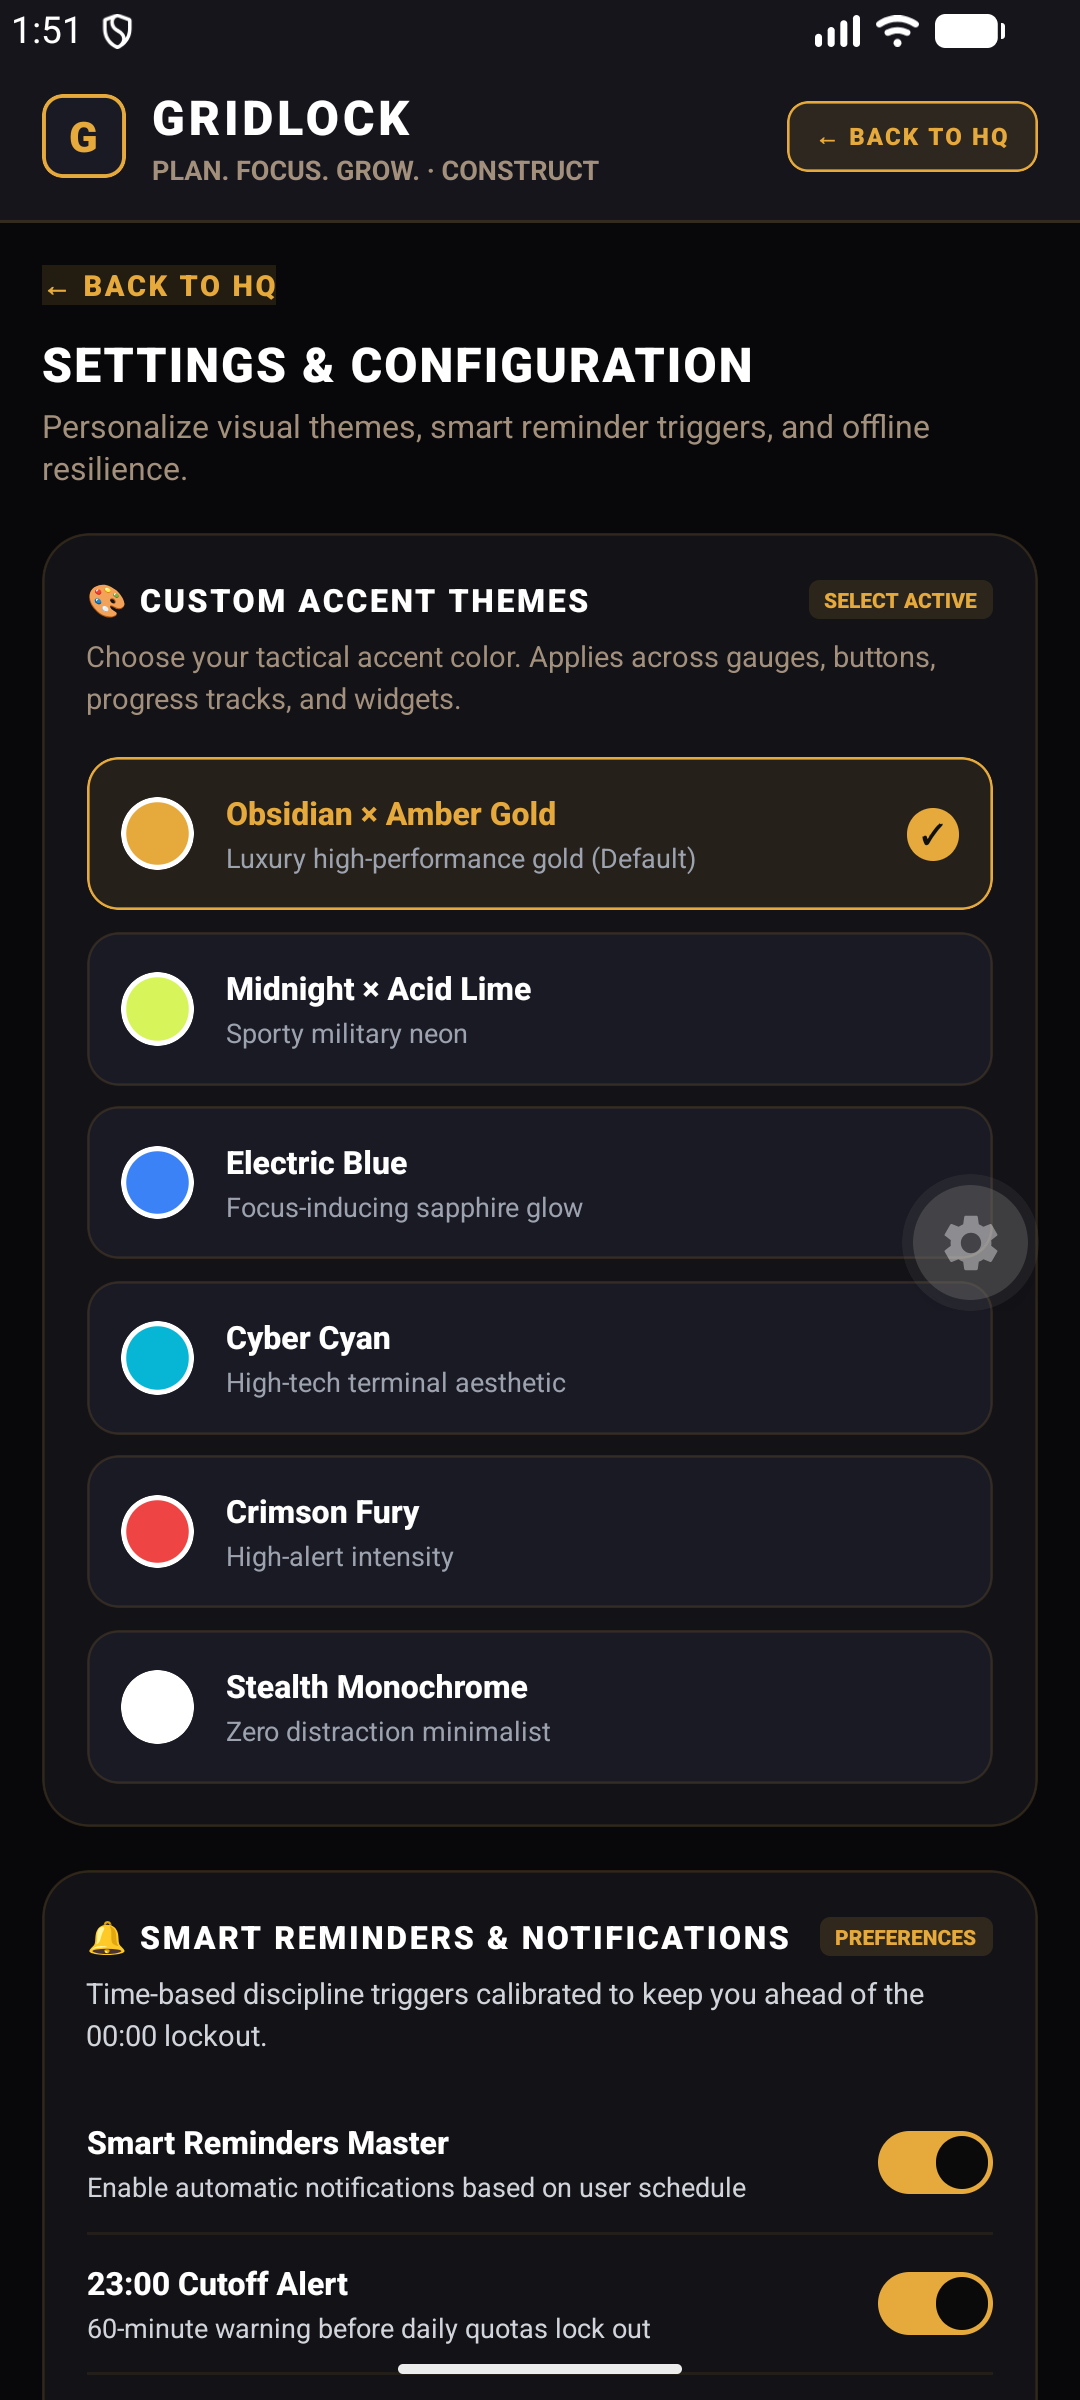 1:51
G
GRIDLOCK
PLAN. FOCUS. GROW. · CONSTRUCT
← BACK TO HQ
← BACK TO HQ
SETTINGS & CONFIGURATION
Personalize visual themes, smart reminder triggers, and offline
resilience.
🎨 CUSTOM ACCENT THEMES
SELECT ACTIVE
Choose your tactical accent color. Applies across gauges, buttons,
progress tracks, and widgets.
Obsidian × Amber Gold
Luxury high-performance gold (Default)
✓
Midnight × Acid Lime
Sporty military neon
Electric Blue
Focus-inducing sapphire glow
Cyber Cyan
High-tech terminal aesthetic
Crimson Fury
High-alert intensity
Stealth Monochrome
Zero distraction minimalist
🔔 SMART REMINDERS & NOTIFICATIONS
PREFERENCES
Time-based discipline triggers calibrated to keep you ahead of the
00:00 lockout.
Smart Reminders Master
Enable automatic notifications based on user schedule
23:00 Cutoff Alert
60-minute warning before daily quotas lock out